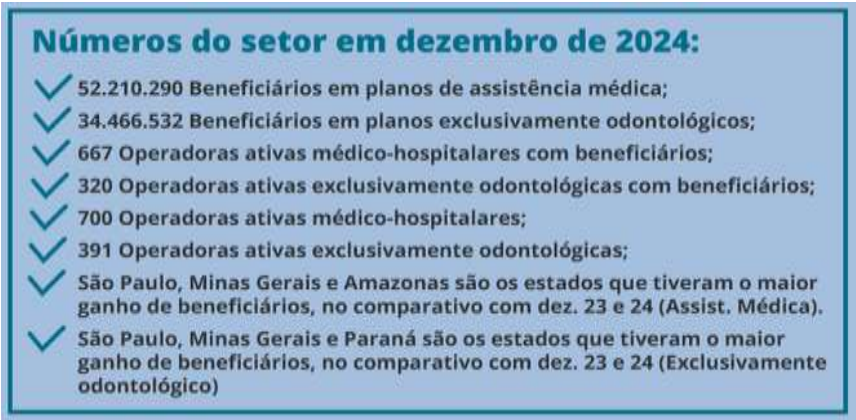 Números do setor em dezembro de 2024:
52.210.290 Beneficiários em planos de assistência médica;
34.466.532 Beneficiários em planos exclusivamente odontológicos;
667 Operadoras ativas médico-hospitalares com beneficiários;
320 Operadoras ativas exclusivamente odontológicas com beneficiários;
700 Operadoras ativas médico-hospitalares;
391 Operadoras ativas exclusivamente odontológicas;
São Paulo, Minas Gerais e Amazonas são os estados que tiveram o maior
ganho de beneficiários, no comparativo com dez. 23 e 24 (Assist. Médica).
São Paulo, Minas Gerais e Paraná são os estados que tiveram o maior
ganho de beneficiários, no comparativo com dez. 23 e 24 (Exclusivamente
odontológico)